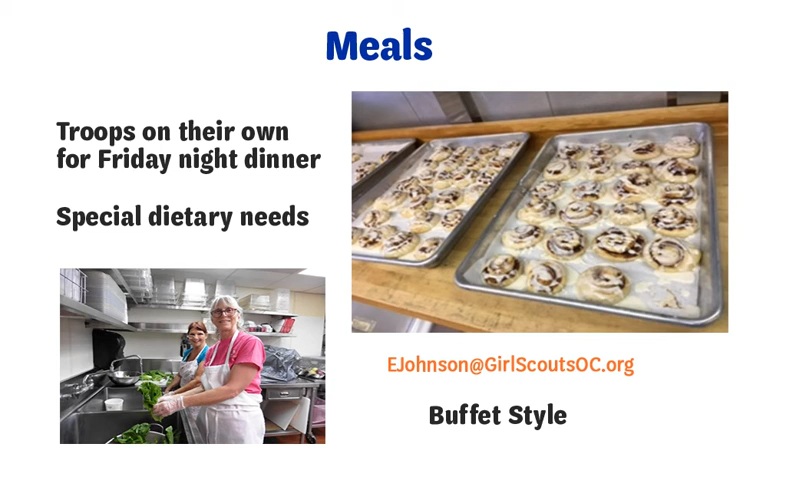 Meals
Troops on their own
for Friday night dinner
Special dietary needs
EJohnson@GirlScoutsOC.org
Buffet Style